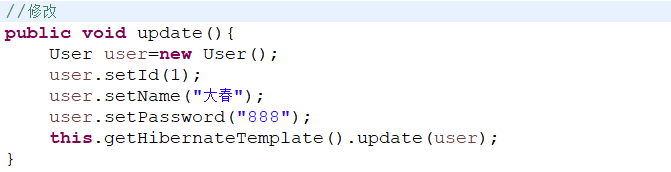 //修改
public void update(){
    User user=new User();
    user.setId(1);
    user.setName("大春");
    user.setPassword("888");
    this.getHibernateTemplate().update(user);
}